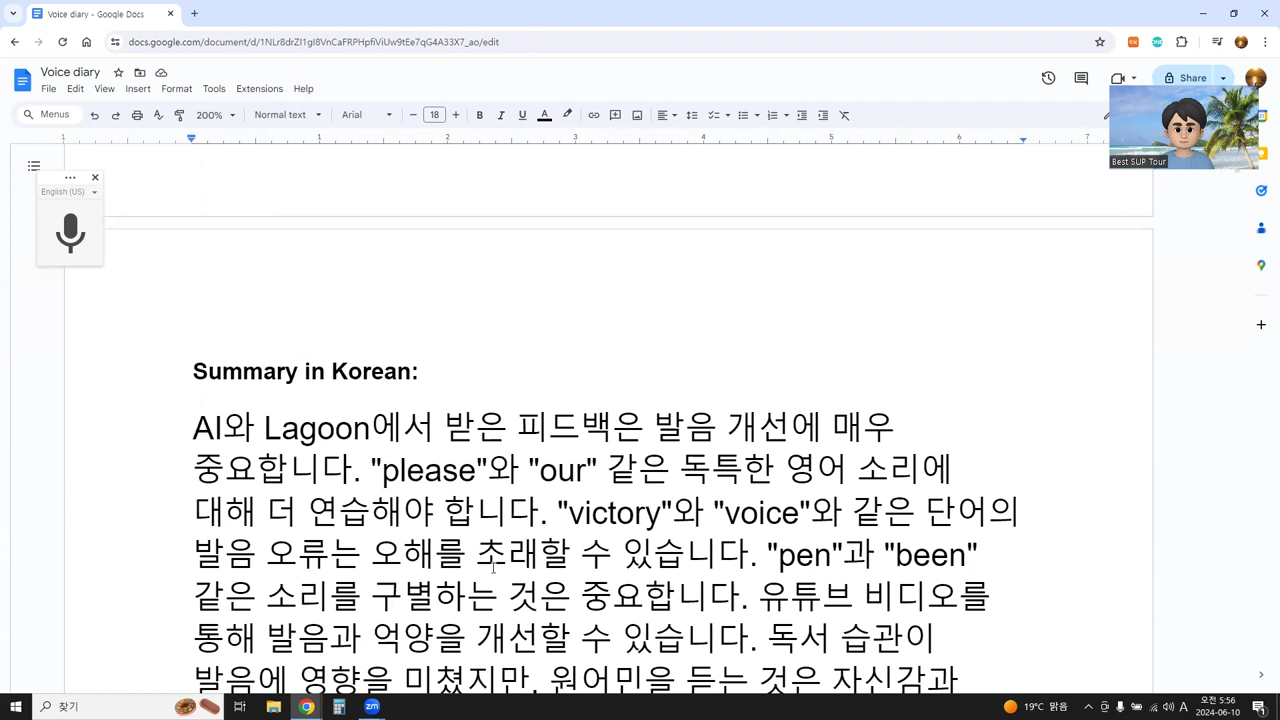 Voice diary - Google Docs
docs.google.com/document/d/1NLr8drZI1gI8VnCaFRPHpfiViUw9tEe7qG4A33X7_ao/edit
Voice diary
File Edit View Insert Format Tools Extensions Help
Share
Menus 200% Normal text Arial 18 B I U A
1 1 2 3 4 5 6 7
Best SUP Tour
English (US)
Summary in Korean:
AI와 Lagoon에서 받은 피드백은 발음 개선에 매우
중요합니다. "please"와 "our" 같은 독특한 영어 소리에
대해 더 연습해야 합니다. "victory"와 "voice"와 같은 단어의
발음 오류는 오해를 초래할 수 있습니다. "pen"과 "been"
같은 소리를 구별하는 것은 중요합니다. 유튜브 비디오를
통해 발음과 억양을 개선할 수 있습니다. 독서 습관이
발음에 영향을 미쳤지만, 원어민을 듣는 것은 자신감과
찾기
zm
19°C 맑음
A
오전 5:56
2024-06-10